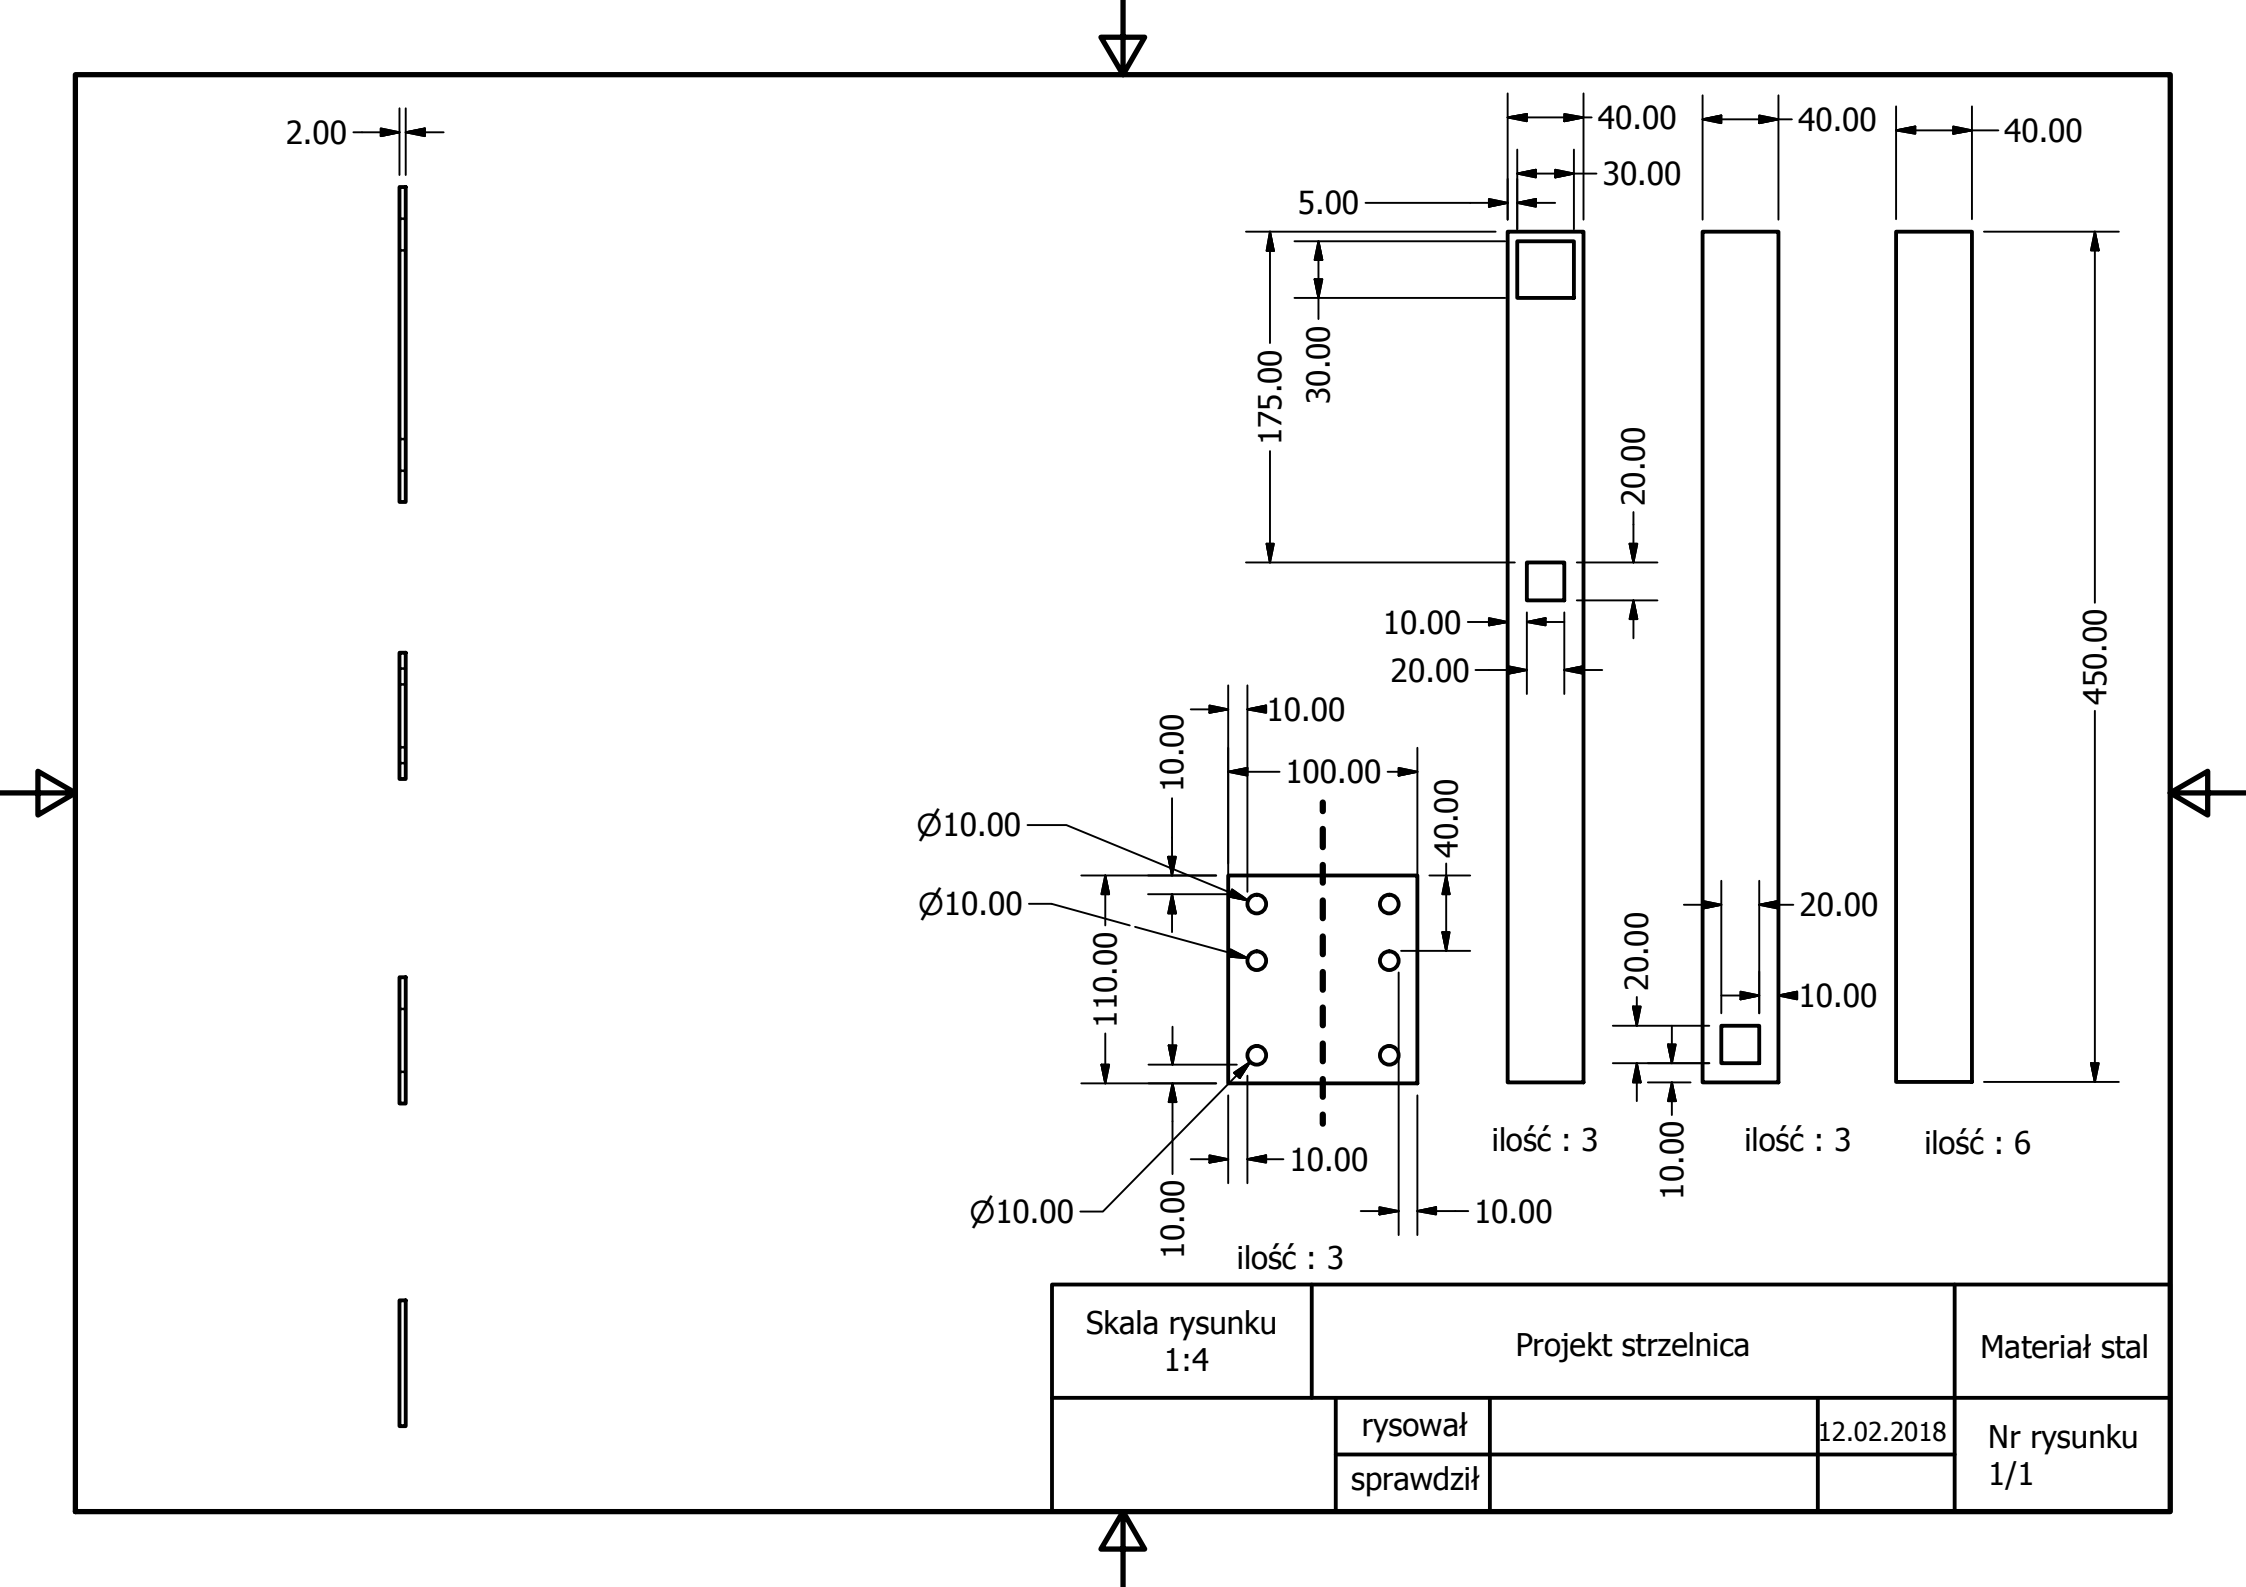 2.00
40.00
40.00
40.00
30.00
5.00
175.00
30.00
20.00
10.00
20.00
450.00
10.00
10.00
100.00
40.00
Ø10.00
Ø10.00
110.00
20.00
20.00
10.00
10.00
10.00
10.00
Ø10.00
10.00
ilość : 3
ilość : 3
ilość : 6
ilość : 3
Skala rysunku
1:4
Projekt strzelnica
Materiał stal
rysował
12.02.2018
sprawdził
Nr rysunku
1/1